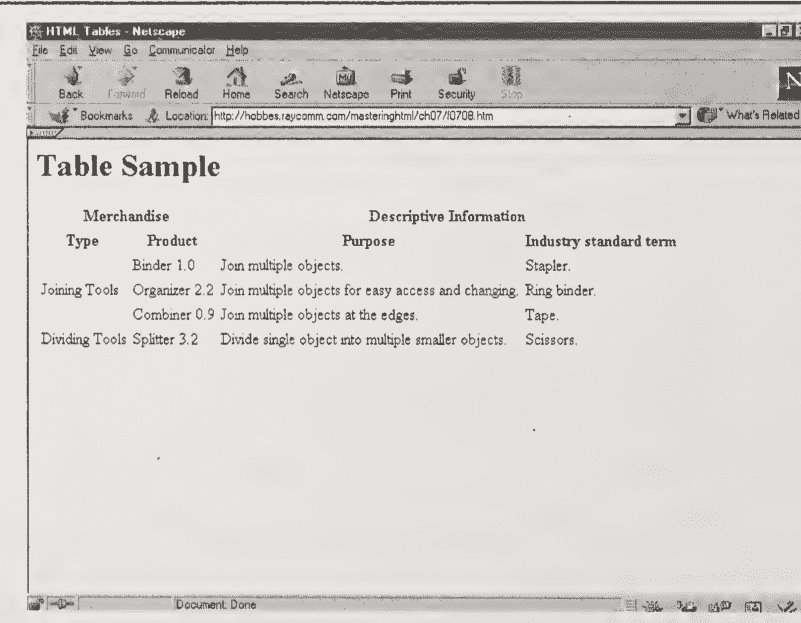 HTML Tables - Netscape
File Edit View Go Communicator Help
Back Forward Reload Home Search Netscape Print Security Stop
Bookmarks Location: http://hobbes.raycomm.com/masteringhtml/ch07/f0708.htm What's Related
Table Sample
Merchandise Descriptive Information
Type Product Purpose Industry standard term
Binder 1.0 Join multiple objects. Stapler.
Joining Tools Organizer 2.2 Join multiple objects for easy access and changing. Ring binder.
Combiner 0.9 Join multiple objects at the edges. Tape.
Dividing Tools Splitter 3.2 Divide single object into multiple smaller objects. Scissors.
Document: Done